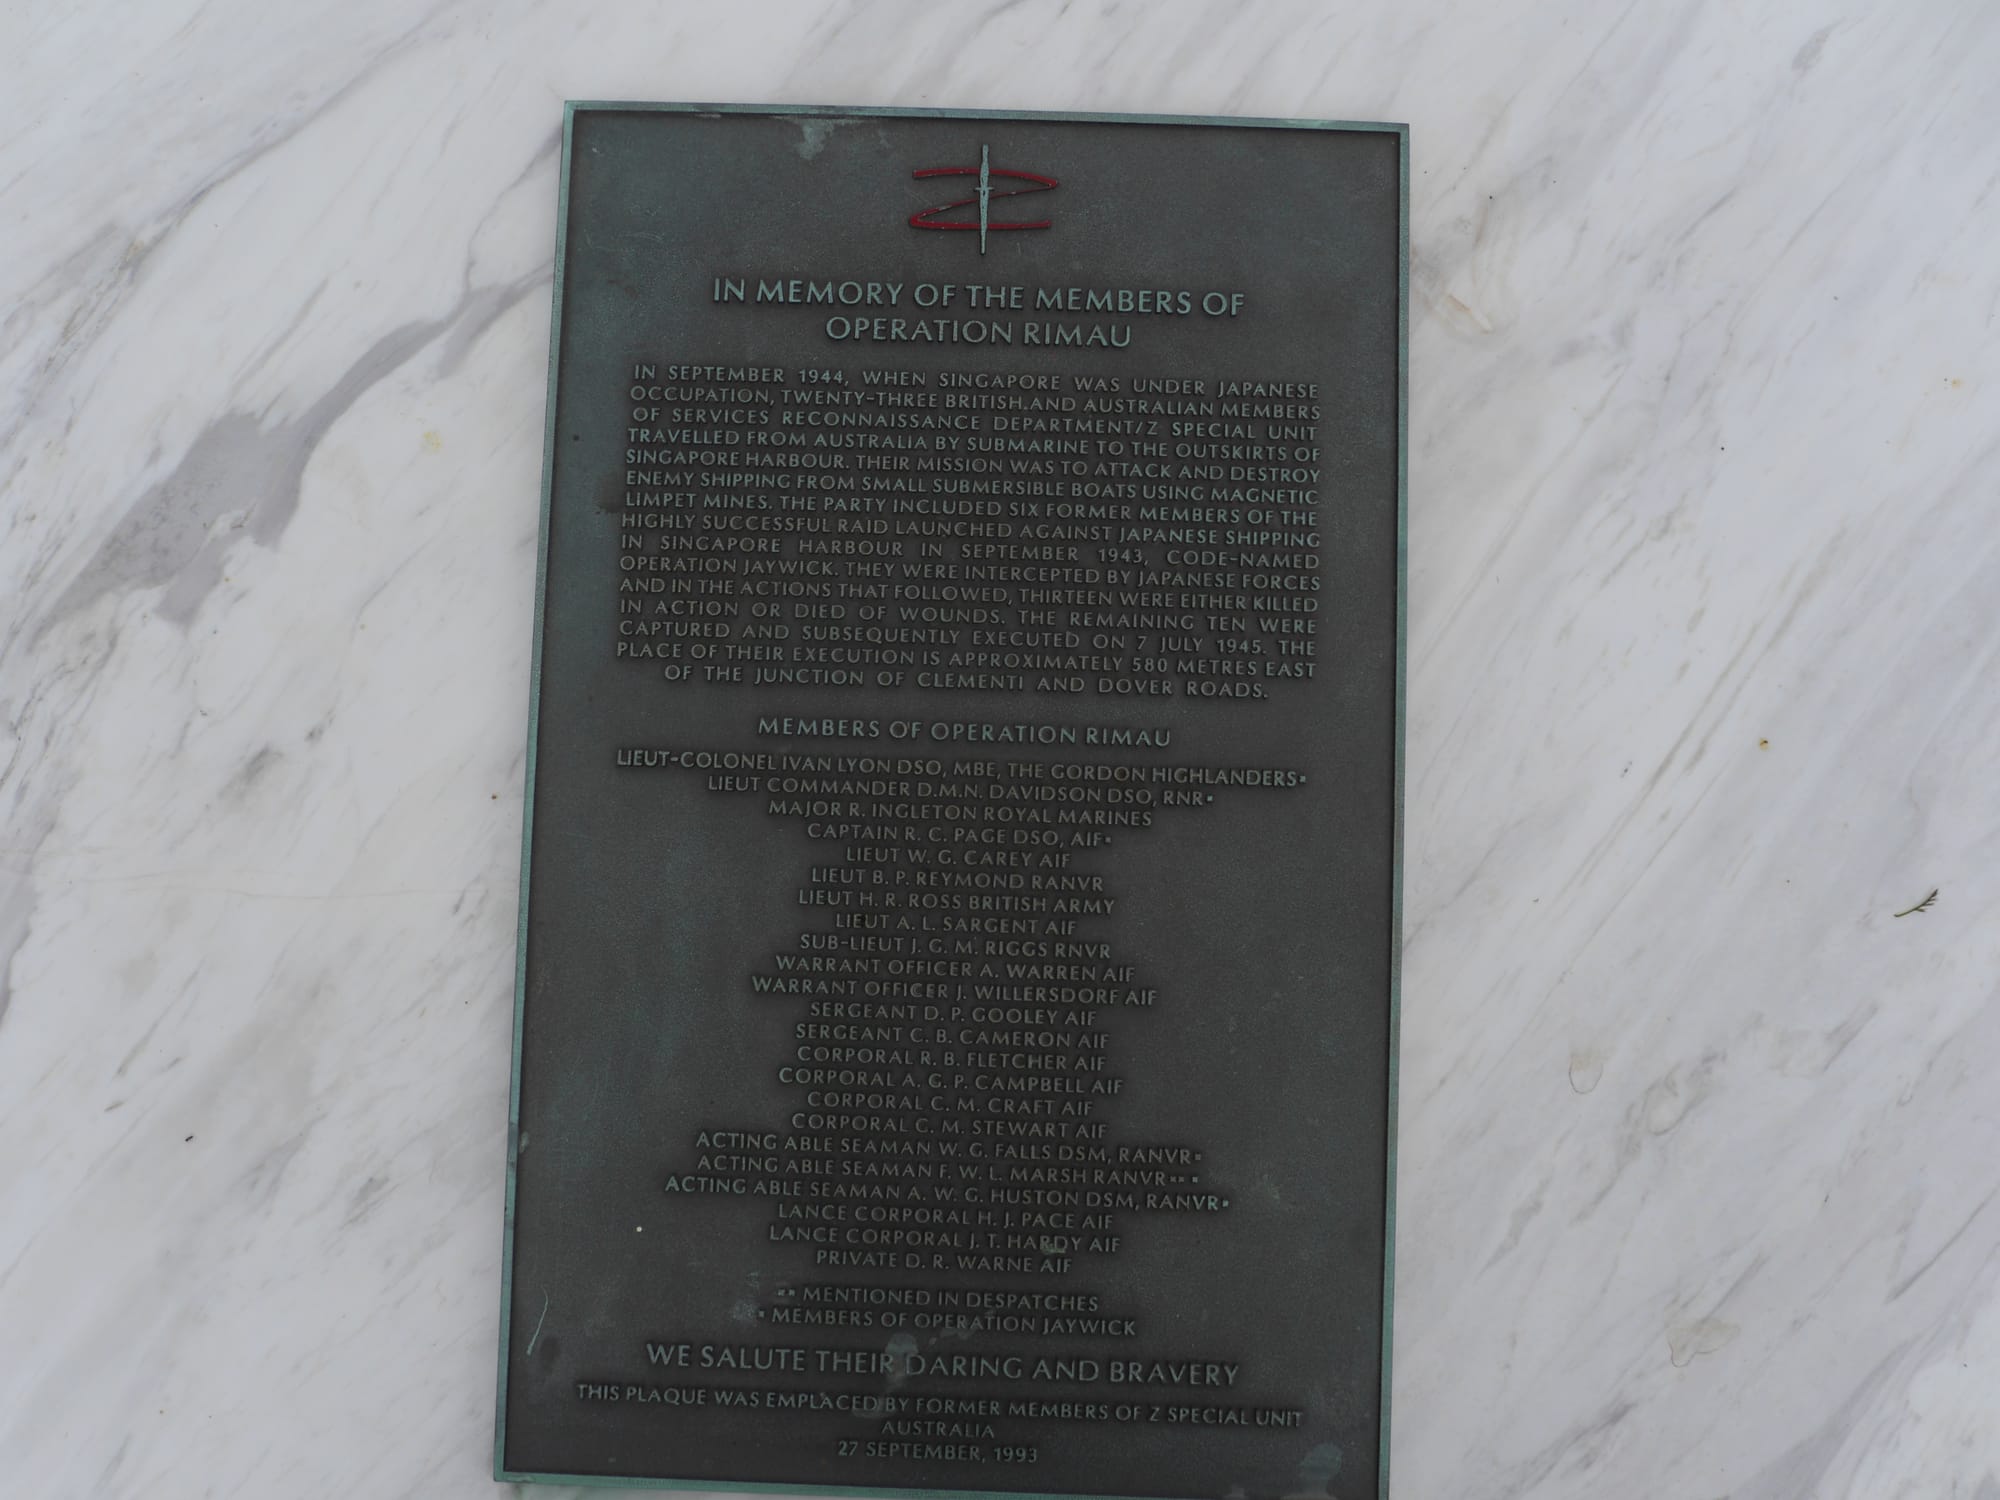 IN MEMORY OF THE MEMBERS OF
OPERATION RIMAU
IN SEPTEMBER 1944, WHEN SINGAPORE WAS UNDER JAPANESE
OCCUPATION, TWENTY-THREE BRITISH AND AUSTRALIAN MEMBERS
OF SERVICES RECONNAISSANCE DEPARTMENT/Z SPECIAL UNIT
TRAVELLED FROM AUSTRALIA BY SUBMARINE TO THE OUTSKIRTS OF
SINGAPORE HARBOUR. THEIR MISSION WAS TO ATTACK AND DESTROY
ENEMY SHIPPING FROM SMALL SUBMERSIBLE BOATS USING MAGNETIC
LIMPET MINES. THE PARTY INCLUDED SIX FORMER MEMBERS OF THE
HIGHLY SUCCESSFUL RAID LAUNCHED AGAINST JAPANESE SHIPPING
IN SINGAPORE HARBOUR IN SEPTEMBER 1943, CODE-NAMED
OPERATION JAYWICK. THEY WERE INTERCEPTED BY JAPANESE FORCES
AND IN THE ACTIONS THAT FOLLOWED, THIRTEEN WERE EITHER KILLED
IN ACTION OR DIED OF WOUNDS. THE REMAINING TEN WERE
CAPTURED AND SUBSEQUENTLY EXECUTED ON 7 JULY 1945. THE
PLACE OF THEIR EXECUTION IS APPROXIMATELY 580 METRES EAST
OF THE JUNCTION OF CLEMENTI AND DOVER ROADS.
MEMBERS OF OPERATION RIMAU
LIEUT-COLONEL IVAN LYON DSO, MBE, THE GORDON HIGHLANDERS▪
LIEUT COMMANDER D.M.N. DAVIDSON DSO, RNR▪
MAJOR R. INGLETON ROYAL MARINES
CAPTAIN R. C. PAGE DSO, AIF▪
LIEUT W. G. CAREY AIF
LIEUT B. P. REYMOND RANVR
LIEUT H. R. ROSS BRITISH ARMY
LIEUT A. L. SARGENT AIF
SUB-LIEUT J. G. M. RIGGS RNVR
WARRANT OFFICER A. WARREN AIF
WARRANT OFFICER J. WILLERSDORF AIF
SERGEANT D. P. GOOLEY AIF
SERGEANT C. B. CAMERON AIF
CORPORAL R. B. FLETCHER AIF
CORPORAL A. G. P. CAMPBELL AIF
CORPORAL C. M. CRAFT AIF
CORPORAL C. M. STEWART AIF
ACTING ABLE SEAMAN W. G. FALLS DSM, RANVR▪
ACTING ABLE SEAMAN F. W. L. MARSH RANVR▪▪ ▪
ACTING ABLE SEAMAN A. W. G. HUSTON DSM, RANVR▪
LANCE CORPORAL H. J. PACE AIF
LANCE CORPORAL J. T. HARDY AIF
PRIVATE D. R. WARNE AIF
▪▪ MENTIONED IN DESPATCHES
▪ MEMBERS OF OPERATION JAYWICK
WE SALUTE THEIR DARING AND BRAVERY
THIS PLAQUE WAS EMPLACED BY FORMER MEMBERS OF Z SPECIAL UNIT
AUSTRALIA
27 SEPTEMBER, 1993